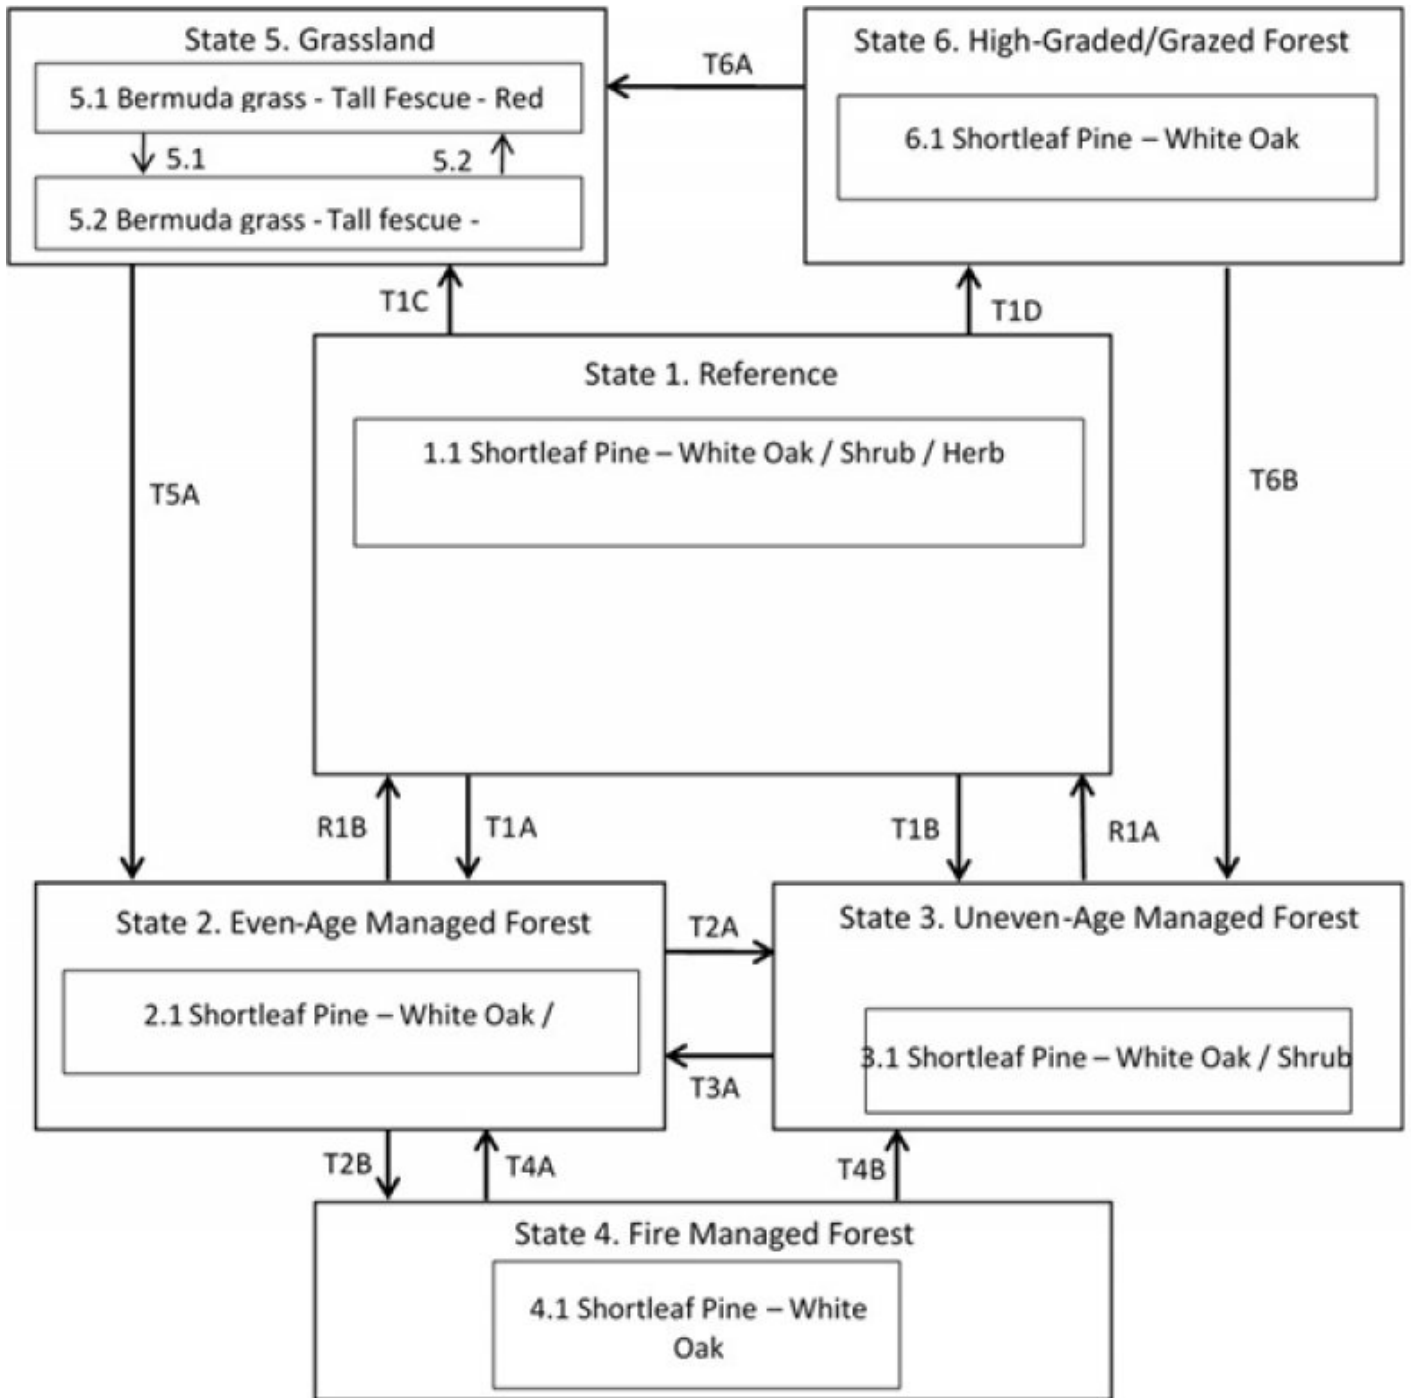 State 5. Grassland
5.1 Bermuda grass - Tall Fescue - Red
5.1
5.2
5.2 Bermuda grass - Tall fescue -
T6A
State 6. High-Graded/Grazed Forest
6.1 Shortleaf Pine – White Oak
T1C
T1D
State 1. Reference
1.1 Shortleaf Pine – White Oak / Shrub / Herb
T5A
T6B
R1B
T1A
T1B
R1A
State 2. Even-Age Managed Forest
2.1 Shortleaf Pine – White Oak /
T2A
T3A
State 3. Uneven-Age Managed Forest
3.1 Shortleaf Pine – White Oak / Shrub
T2B
T4A
T4B
State 4. Fire Managed Forest
4.1 Shortleaf Pine – White
Oak